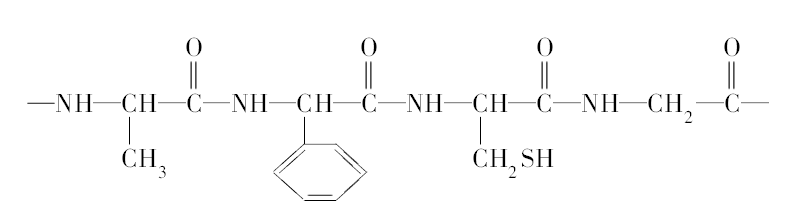 O O O O
—NH—CH—C—NH—CH—C—NH—CH—C—NH—CH₂—C—
CH₃ CH₂SH